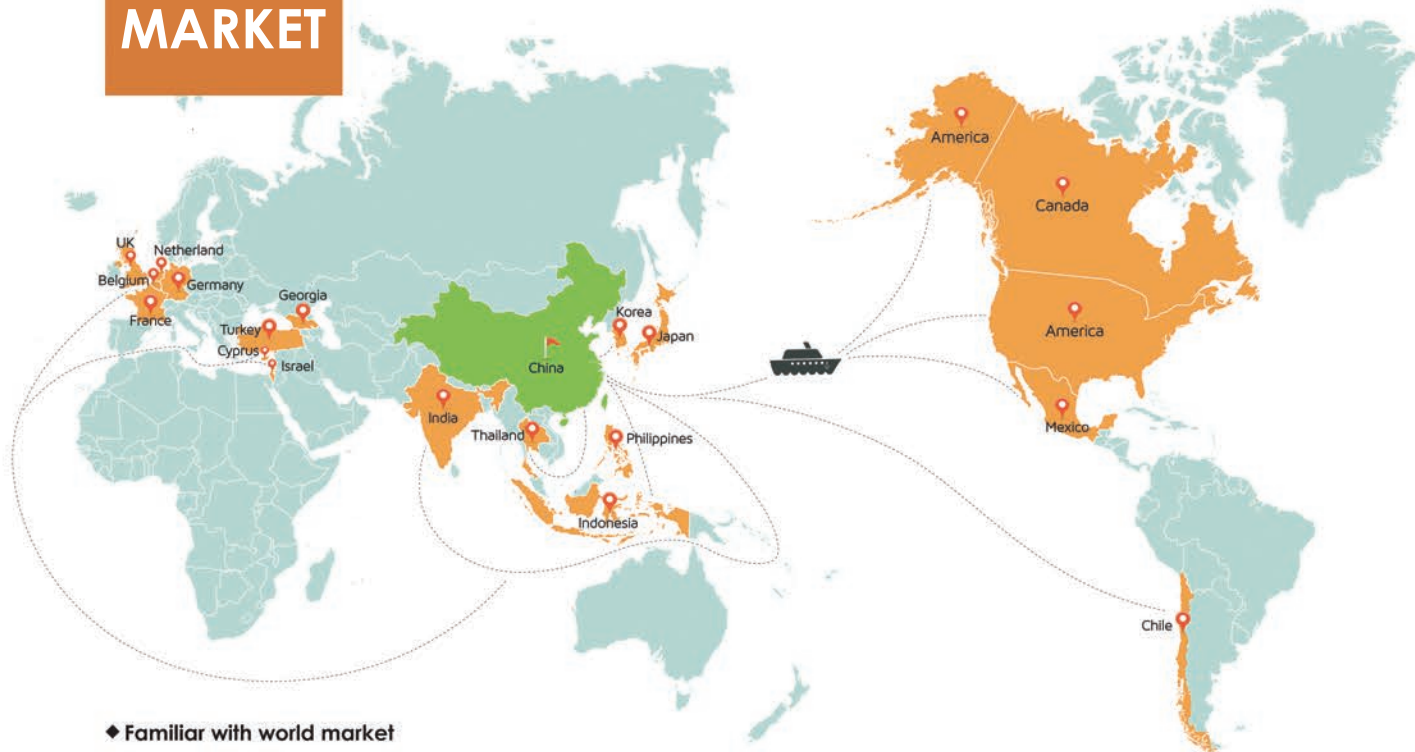 MARKET
America
Canada
UK
Netherland
Belgium
Germany
France
Georgia
Turkey
Cyprus
Israel
Korea
Japan
China
America
India
Thailand
Philippines
Mexico
Indonesia
Chile
◆ Familiar with world market